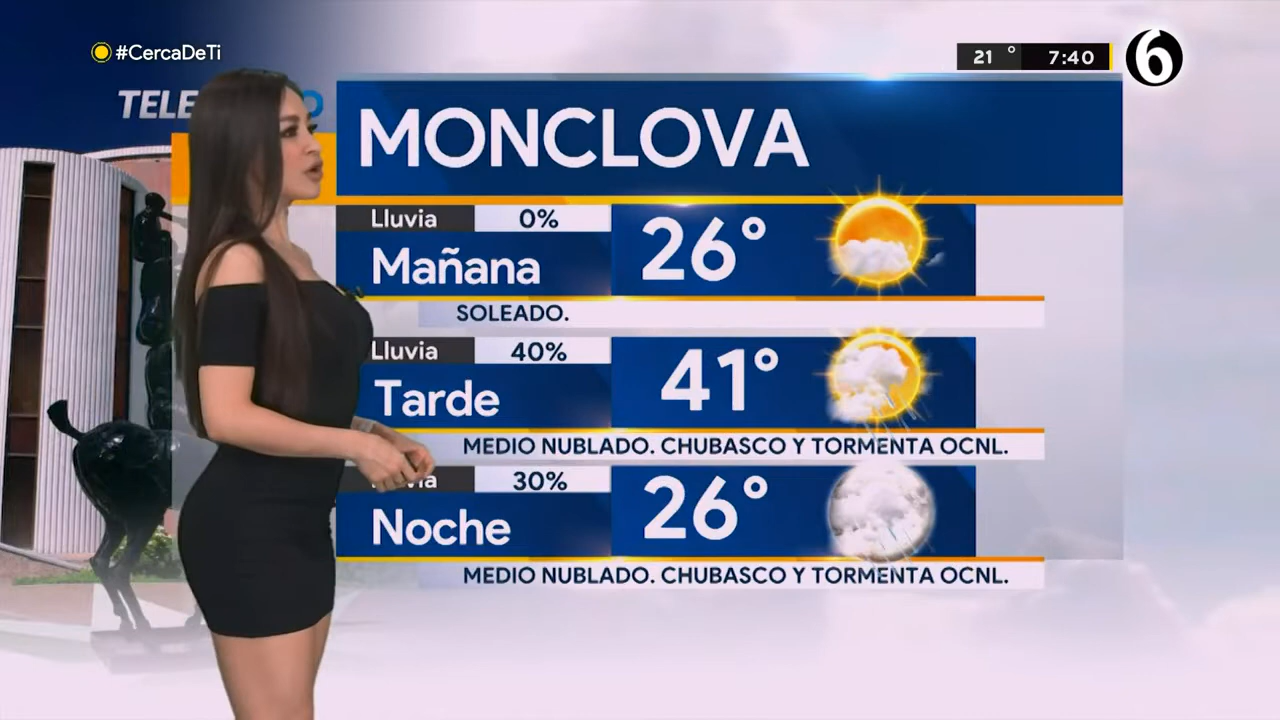 #CercaDeTi
21 ° 7:40
6
TELE
MONCLOVA
Lluvia 0%
Mañana 26°
SOLEADO.
Lluvia 40%
Tarde 41°
MEDIO NUBLADO. CHUBASCO Y TORMENTA OCNL.
30%
Noche 26°
MEDIO NUBLADO. CHUBASCO Y TORMENTA OCNL.